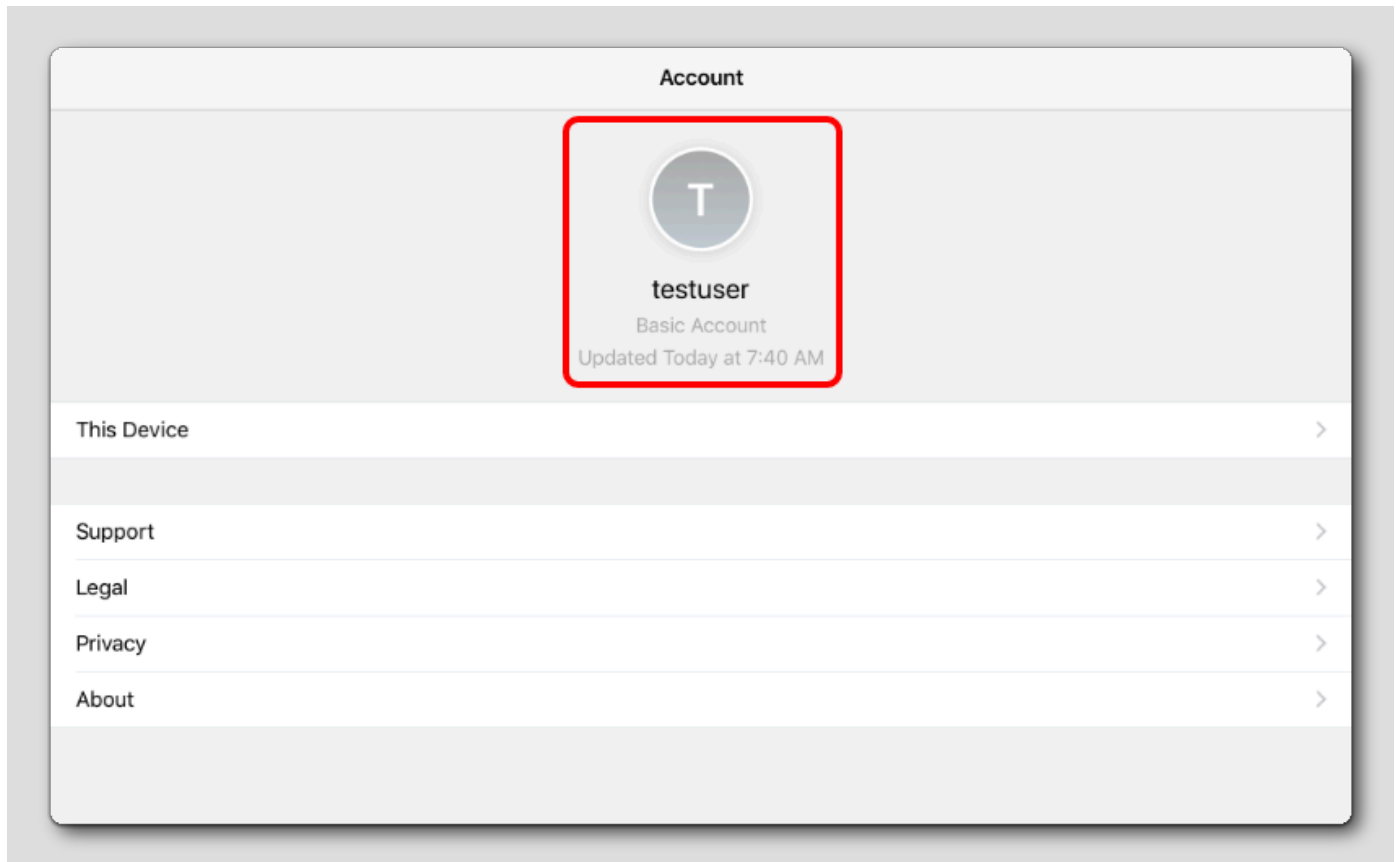 Account
T
testuser
Basic Account
Updated Today at 7:40 AM
This Device
Support
Legal
Privacy
About